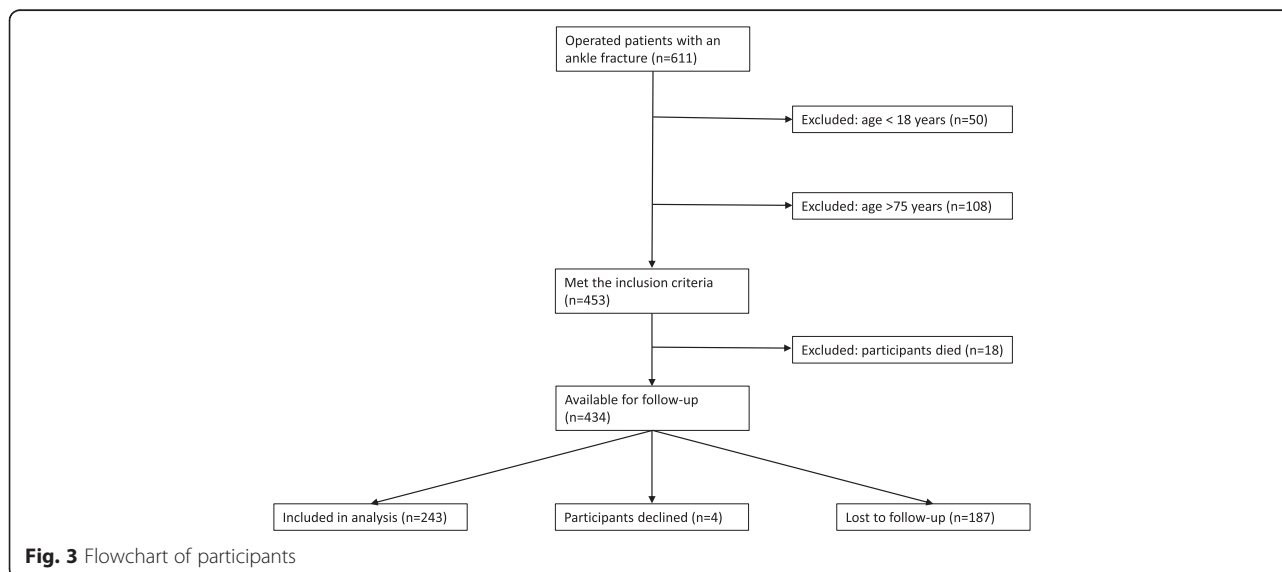 Operated patients with an
ankle fracture (n=611)
Excluded: age < 18 years (n=50)
Excluded: age >75 years (n=108)
Met the inclusion criteria
(n=453)
Excluded: participants died (n=18)
Available for follow-up
(n=434)
Included in analysis (n=243)
Participants declined (n=4)
Lost to follow-up (n=187)
Fig. 3 Flowchart of participants